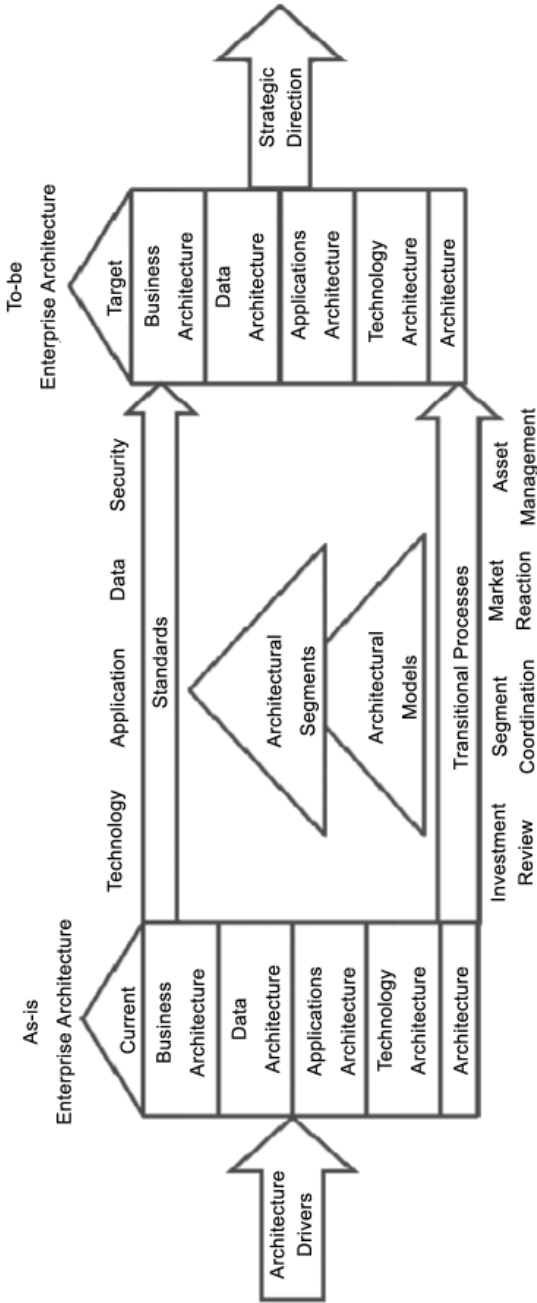 As-is
Enterprise Architecture
To-be
Enterprise Architecture
Technology
Application
Data
Security
Standards
Architecture
Drivers
Current
Business
Architecture
Data
Architecture
Applications
Architecture
Technology
Architecture
Architecture
Architectural
Segments
Architectural
Models
Transitional Processes
Investment
Review
Segment
Coordination
Market
Reaction
Asset
Management
Target
Business
Architecture
Data
Architecture
Applications
Architecture
Technology
Architecture
Architecture
Strategic
Direction